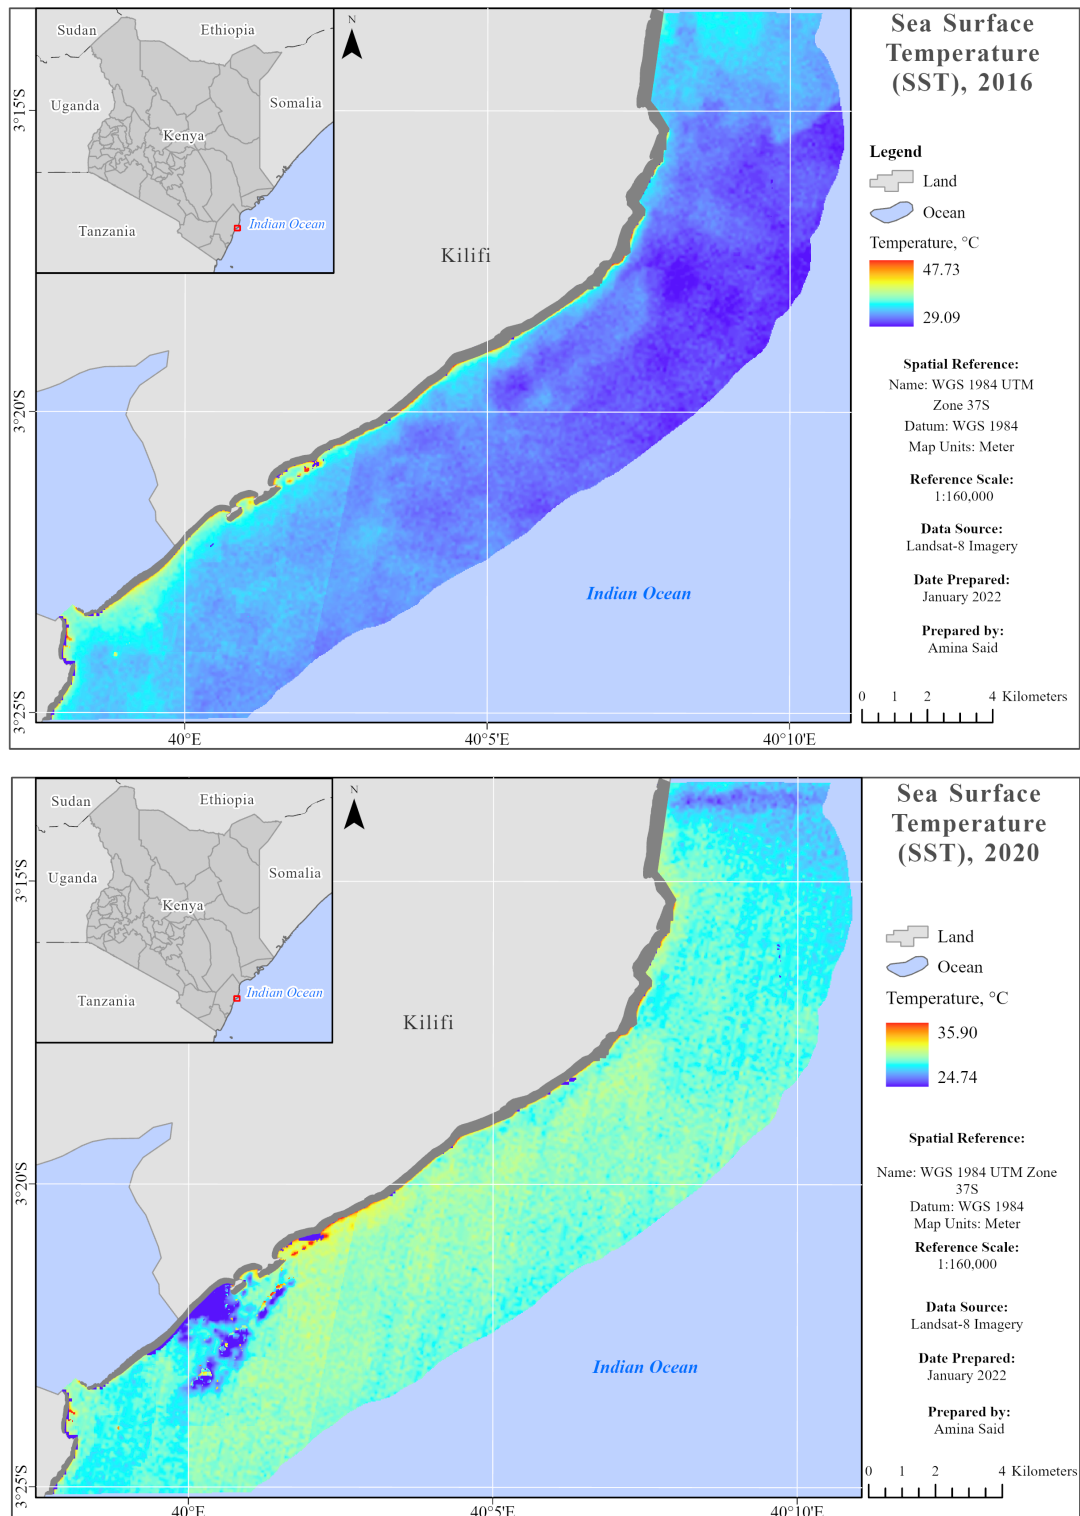 Sea Surface
Temperature
(SST), 2016
Sudan
Ethiopia
Uganda
Somalia
Kenya
Tanzania
Indian Ocean
N
Kilifi
Indian Ocean
3°15'S
3°20'S
3°25'S
40°E
40°5'E
40°10'E
Legend
Land
Ocean
Temperature, °C
47.73
29.09
Spatial Reference:
Name: WGS 1984 UTM
Zone 37S
Datum: WGS 1984
Map Units: Meter
Reference Scale:
1:160,000
Data Source:
Landsat-8 Imagery
Date Prepared:
January 2022
Prepared by:
Amina Said
0 1 2 4 Kilometers
Sea Surface
Temperature
(SST), 2020
Sudan
Ethiopia
Uganda
Somalia
Kenya
Tanzania
Indian Ocean
N
Kilifi
Indian Ocean
3°15'S
3°20'S
3°25'S
40°E
40°5'E
40°10'E
Land
Ocean
Temperature, °C
35.90
24.74
Spatial Reference:
Name: WGS 1984 UTM Zone
37S
Datum: WGS 1984
Map Units: Meter
Reference Scale:
1:160,000
Data Source:
Landsat-8 Imagery
Date Prepared:
January 2022
Prepared by:
Amina Said
0 1 2 4 Kilometers